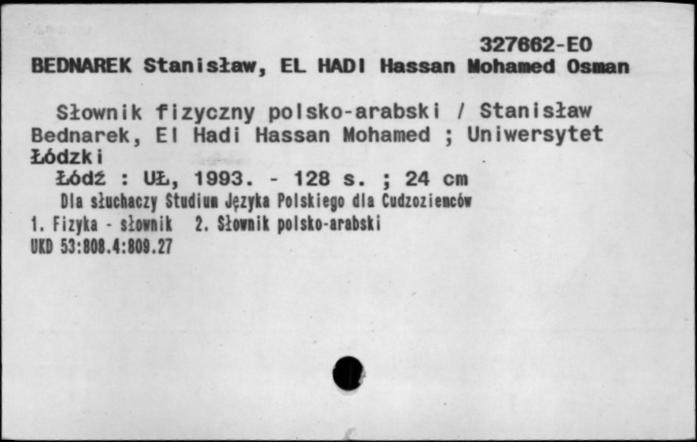 327662-EO
BEDNAREK Stanisław, EL HADI Hassan Mohamed Osman
Słownik fizyczny polsko-arabski / Stanisław
Bednarek, El Hadi Hassan Mohamed ; Uniwersytet
Łódzki
Łódź : UŁ, 1993. - 128 s. ; 24 cm
Dla słuchaczy Studium Języka Polskiego dla Cudzoziemców
1. Fizyka - słownik 2. Słownik polsko-arabski
UKD 53:808.4:809.27